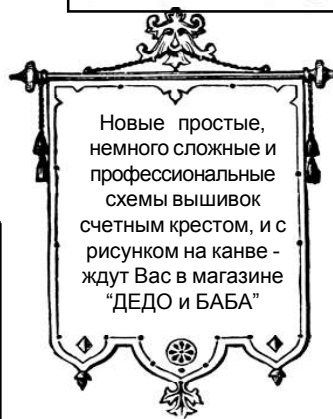 Новые простые,
немного сложные и
профессиональные
схемы вышивок
счетным крестом, и с
рисунком на канве -
ждут Вас в магазине
“ДЕДО и БАБА”